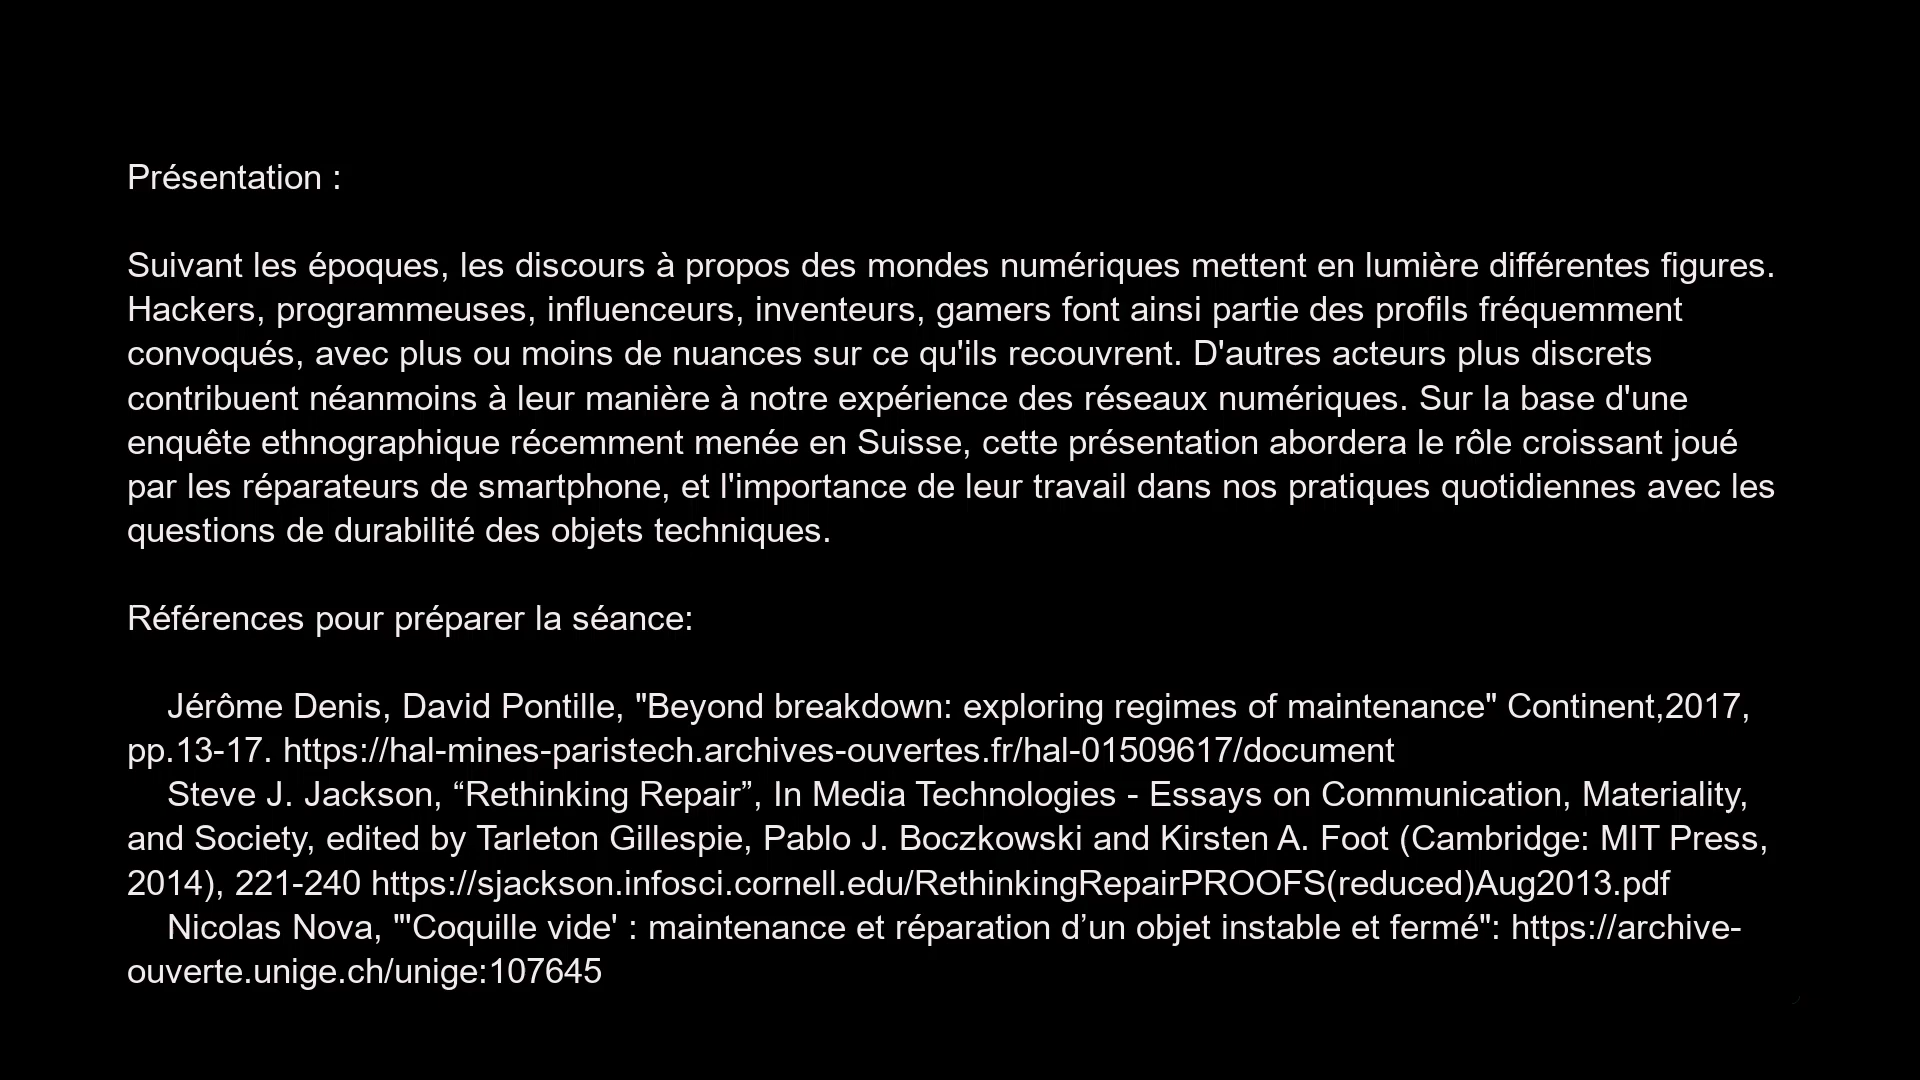 Présentation :
Suivant les époques, les discours à propos des mondes numériques mettent en lumière différentes figures.
Hackers, programmeuses, influenceurs, inventeurs, gamers font ainsi partie des profils fréquemment
convoqués, avec plus ou moins de nuances sur ce qu'ils recouvrent. D'autres acteurs plus discrets
contribuent néanmoins à leur manière à notre expérience des réseaux numériques. Sur la base d'une
enquête ethnographique récemment menée en Suisse, cette présentation abordera le rôle croissant joué
par les réparateurs de smartphone, et l'importance de leur travail dans nos pratiques quotidiennes avec les
questions de durabilité des objets techniques.
Références pour préparer la séance:
Jérôme Denis, David Pontille, "Beyond breakdown: exploring regimes of maintenance" Continent,2017,
pp.13-17. https://hal-mines-paristech.archives-ouvertes.fr/hal-01509617/document
Steve J. Jackson, “Rethinking Repair”, In Media Technologies - Essays on Communication, Materiality,
and Society, edited by Tarleton Gillespie, Pablo J. Boczkowski and Kirsten A. Foot (Cambridge: MIT Press,
2014), 221-240 https://sjackson.infosci.cornell.edu/RethinkingRepairPROOFS(reduced)Aug2013.pdf
Nicolas Nova, "'Coquille vide' : maintenance et réparation d’un objet instable et fermé": https://archive-
ouverte.unige.ch/unige:107645